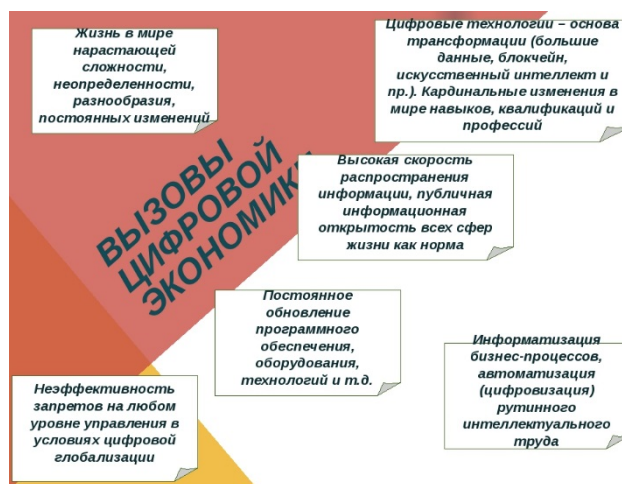 Жизнь в мире
нарастающей
сложности,
неопределенности,
разнообразия,
постоянных изменений
Цифровые технологии – основа
трансформации (большие
данные, блокчейн,
искусственный интеллект и
пр.). Кардинальные изменения в
мире навыков, квалификаций и
профессий
ВЫЗОВЫ
ЦИФРОВОЙ
ЭКОНОМИКИ
Высокая скорость
распространения
информации, публичная
информационная
открытость всех сфер
жизни как норма
Постоянное
обновление
программного
обеспечения,
оборудования,
технологий и т.д.
Информатизация
бизнес-процессов,
автоматизация
(цифровизация)
рутинного
интеллектуального
труда
Неэффективность
запретов на любом
уровне управления в
условиях цифровой
глобализации